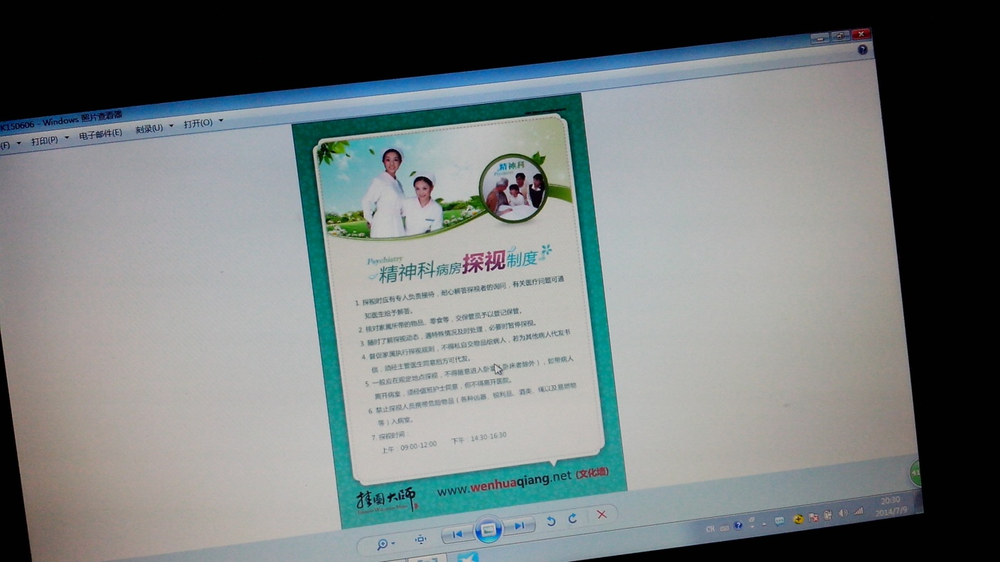 K150606 - Windows 照片查看器
(F) 打印(P) 电子邮件(E) 刻录(U) 打开(O)
精神科
Psychiatry
精神科病房探视制度
1. 探视时应有专人负责接待，耐心解答探视者的询问，有关医疗问题可通
知医生给予解答。
2. 核对家属所带的物品、零食等，交保管员予以登记保管。
3. 随时了解探视动态，遇特殊情况及时处理，必要时暂停探视。
4. 督促家属执行探视规则，不得私自交物品给病人，若为其他病人代发书
信，须经主管医生同意后方可代发。
5. 一般应在规定地点探视，不得随意进入卧室 卧床者除外），如带病人
离开病室，须经值班护士同意，但不得离开医院。
6. 禁止探视人员携带危险物品（各种凶器、锐利品、酒类、绳以及易燃物
等）入病室。
7. 探视时间：
上午：09:00-12:00 下午：14:30-16:30
挂图大师
www.wenhuaqiang.net (文化墙)
CK
20:30
2014/7/9